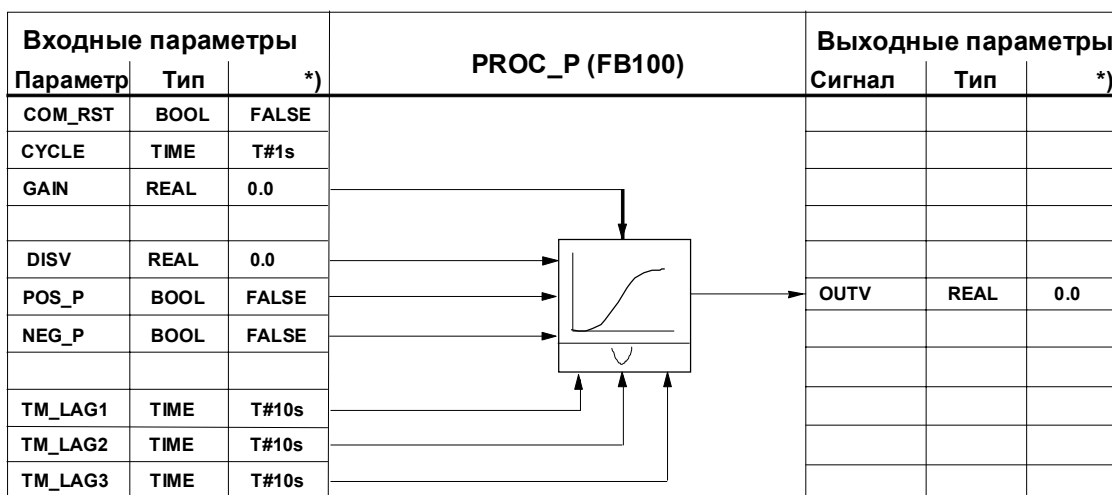 Входные параметры
PROC_P (FB100)
Выходные параметры
Параметр Тип *)
Сигнал Тип *)
COM_RST BOOL FALSE
CYCLE TIME T#1s
GAIN REAL 0.0
DISV REAL 0.0
POS_P BOOL FALSE
OUTV REAL 0.0
NEG_P BOOL FALSE
TM_LAG1 TIME T#10s
TM_LAG2 TIME T#10s
TM_LAG3 TIME T#10s